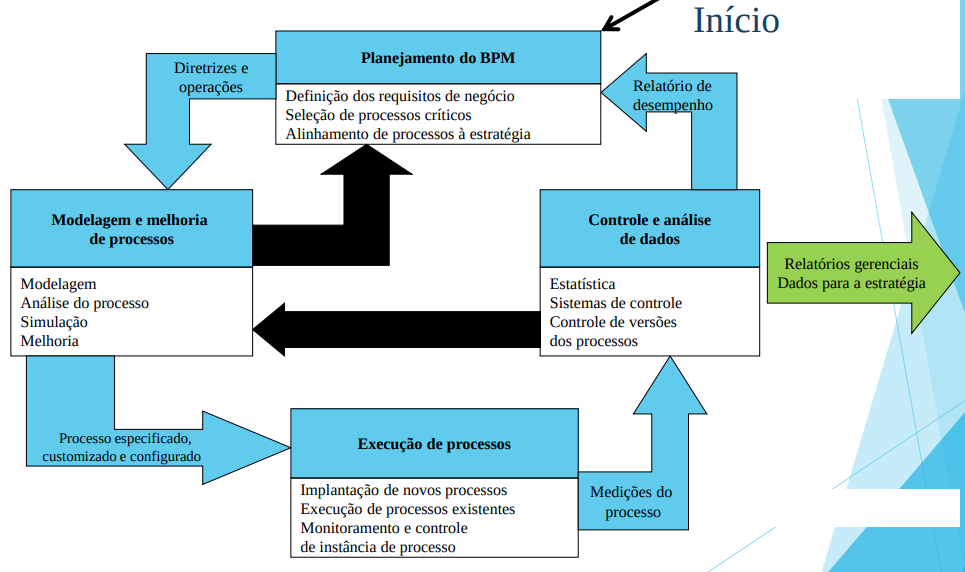 Início
Planejamento do BPM
Definição dos requisitos de negócio
Seleção de processos críticos
Alinhamento de processos à estratégia
Diretrizes e
operações
Relatório de
desempenho
Modelagem e melhoria
de processos
Modelagem
Análise do processo
Simulação
Melhoria
Controle e análise
de dados
Estatística
Sistemas de controle
Controle de versões
dos processos
Relatórios gerenciais
Dados para a estratégia
Processo especificado,
customizado e configurado
Execução de processos
Implantação de novos processos
Execução de processos existentes
Monitoramento e controle
de instância de processo
Medições do
processo